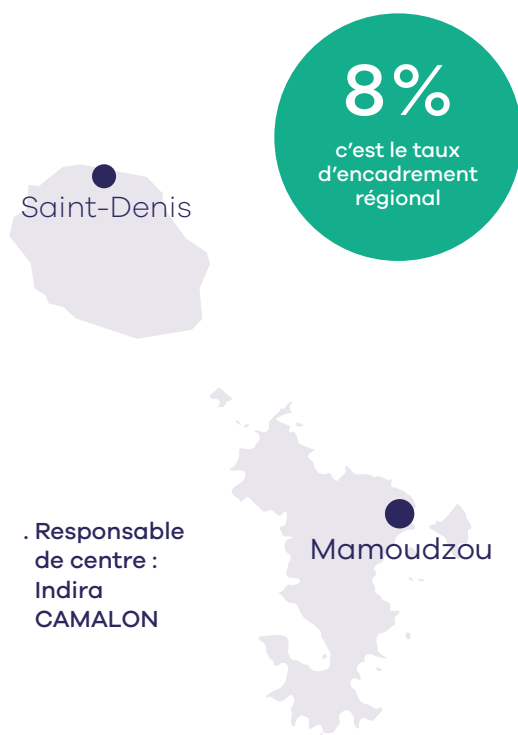 8%
c'est le taux
d'encadrement
régional
Saint-Denis
Mamoudzou
. Responsable
de centre :
Indira
CAMALON